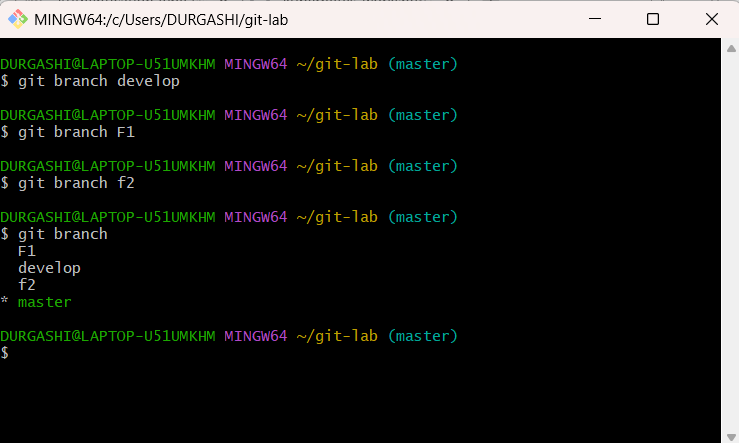 MINGW64:/c/Users/DURGASHI/git-lab
DURGASHI@LAPTOP-U51UMKHM MINGW64 ~/git-lab (master)
$ git branch develop
DURGASHI@LAPTOP-U51UMKHM MINGW64 ~/git-lab (master)
$ git branch F1
DURGASHI@LAPTOP-U51UMKHM MINGW64 ~/git-lab (master)
$ git branch f2
DURGASHI@LAPTOP-U51UMKHM MINGW64 ~/git-lab (master)
$ git branch
  F1
  develop
  f2
* master
DURGASHI@LAPTOP-U51UMKHM MINGW64 ~/git-lab (master)
$